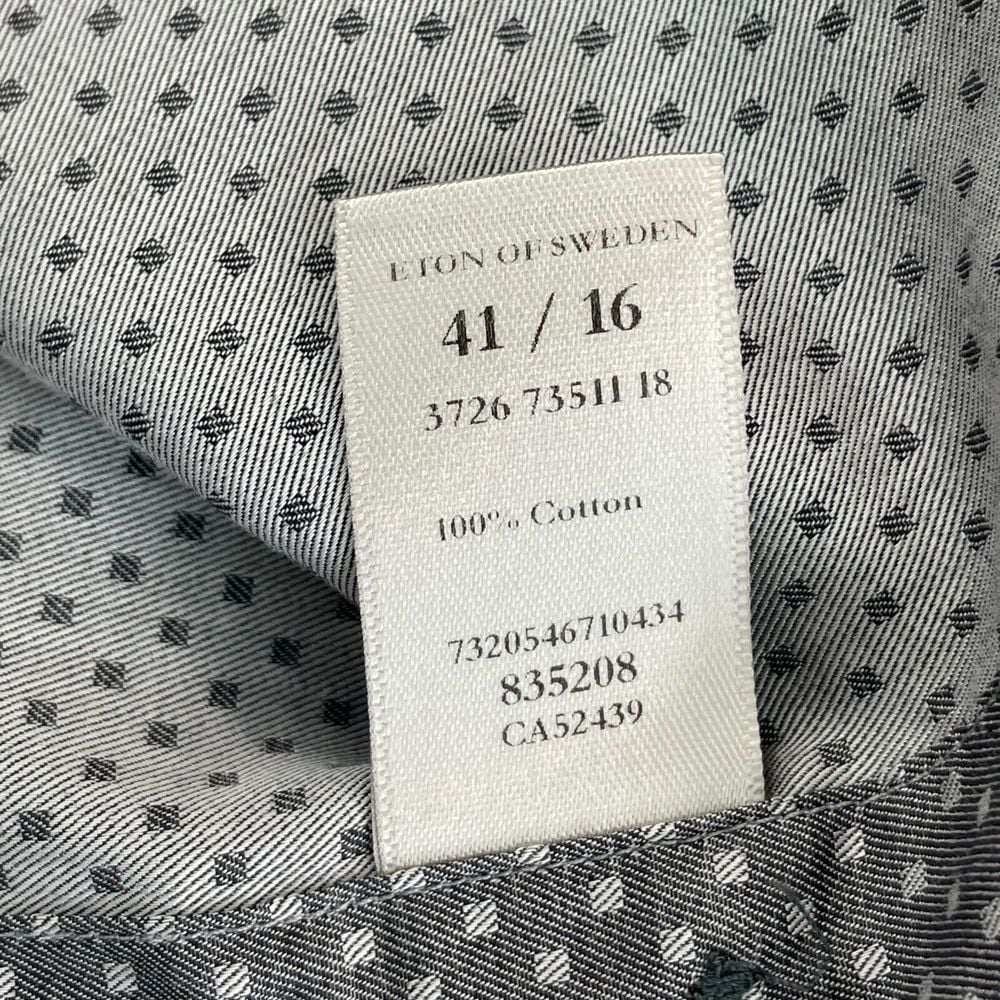 ETON OF SWEDEN
41 / 16
3726 73511 18
100% Cotton
7320546710434
835208
CA52439